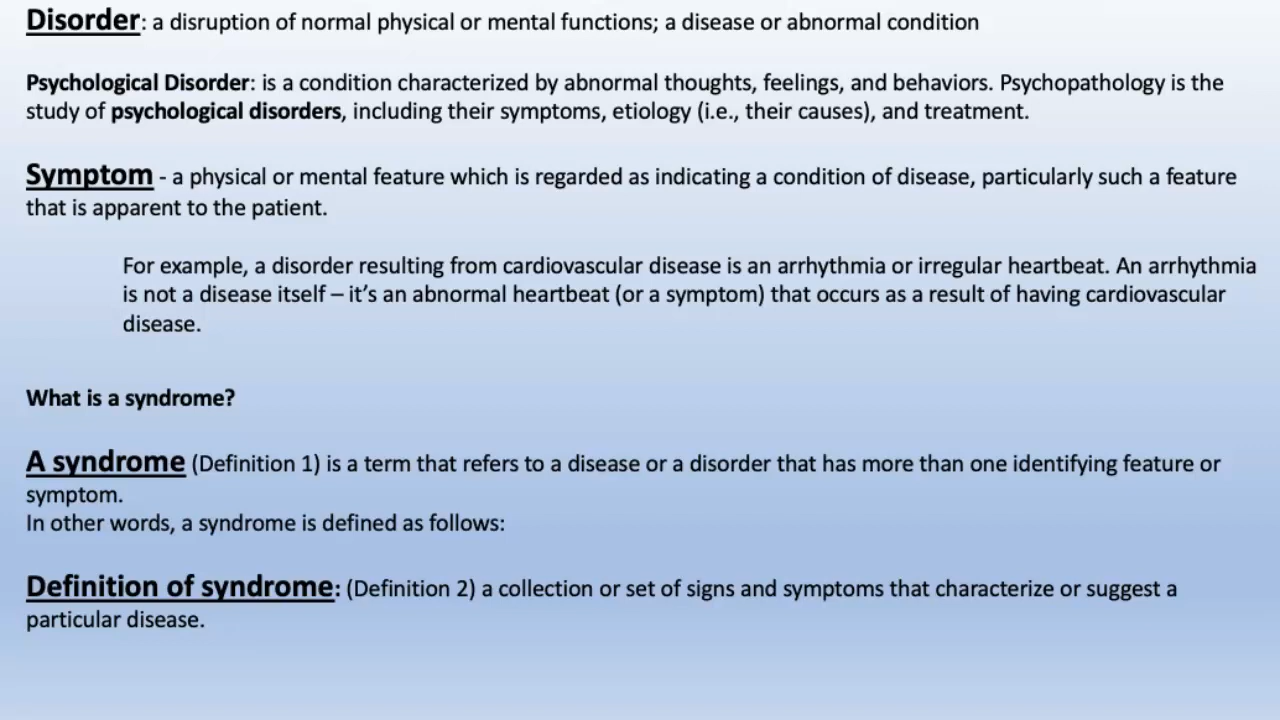 Disorder: a disruption of normal physical or mental functions; a disease or abnormal condition
Psychological Disorder: is a condition characterized by abnormal thoughts, feelings, and behaviors. Psychopathology is the
study of psychological disorders, including their symptoms, etiology (i.e., their causes), and treatment.
Symptom - a physical or mental feature which is regarded as indicating a condition of disease, particularly such a feature
that is apparent to the patient.
For example, a disorder resulting from cardiovascular disease is an arrhythmia or irregular heartbeat. An arrhythmia
is not a disease itself – it’s an abnormal heartbeat (or a symptom) that occurs as a result of having cardiovascular
disease.
What is a syndrome?
A syndrome (Definition 1) is a term that refers to a disease or a disorder that has more than one identifying feature or
symptom.
In other words, a syndrome is defined as follows:
Definition of syndrome: (Definition 2) a collection or set of signs and symptoms that characterize or suggest a
particular disease.